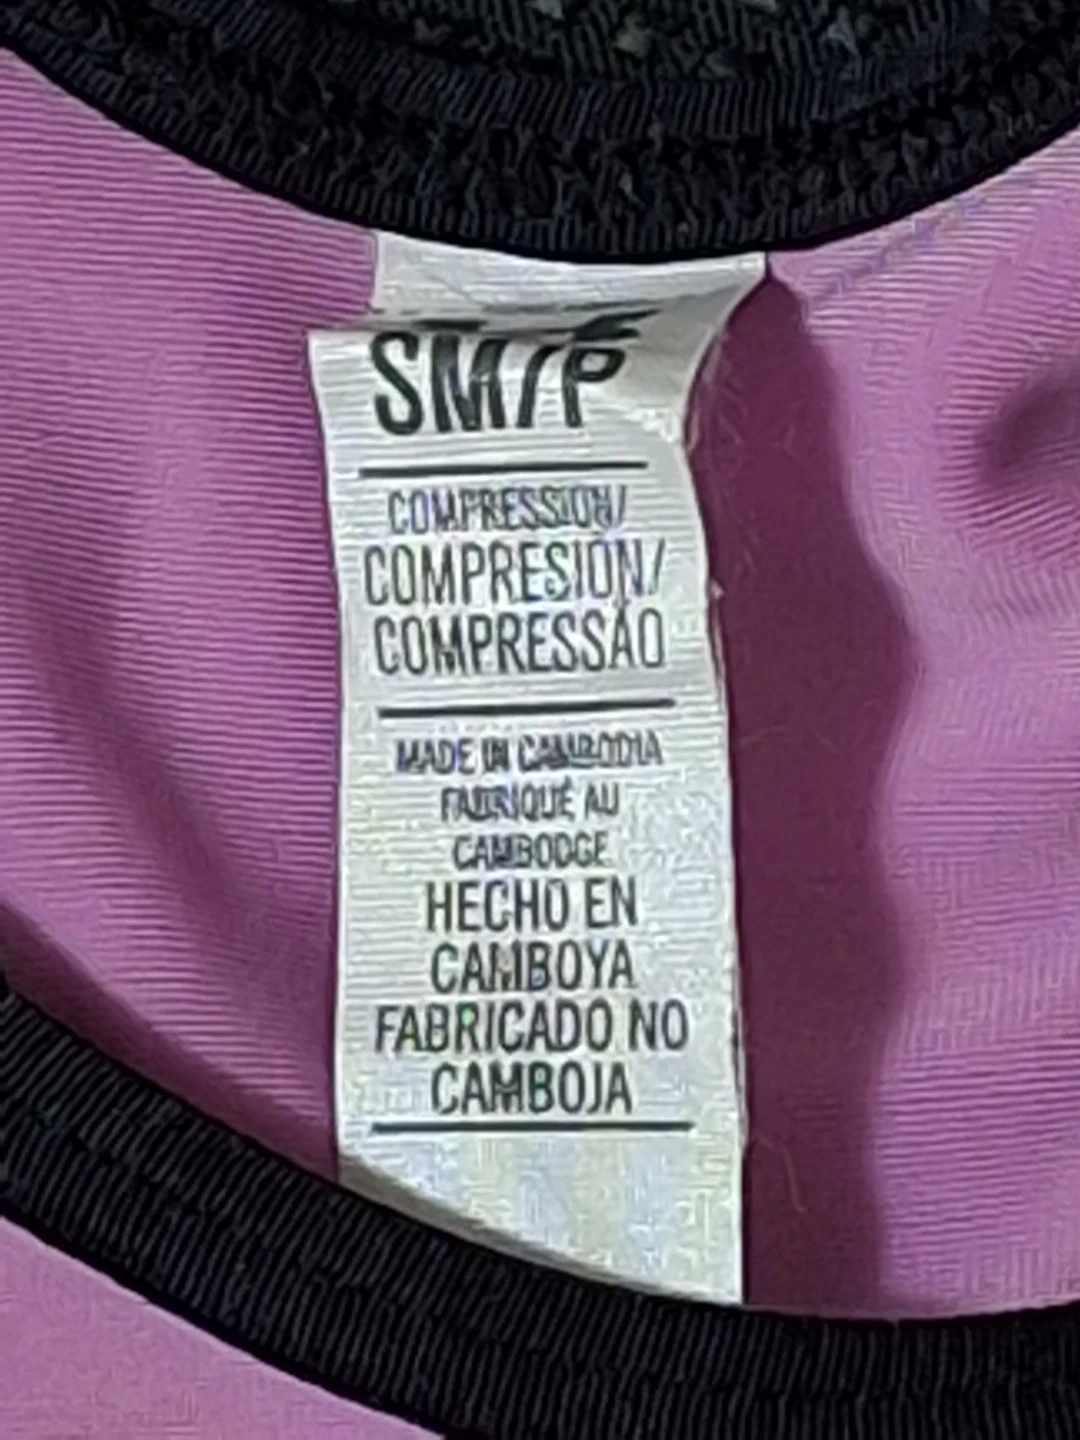 SM/P
COMPRESSION/
COMPRESIÓN/
COMPRESSÃO
MADE IN CAMBODIA
FABRIQUÉ AU
CAMBODGE
HECHO EN
CAMBOYA
FABRICADO NO
CAMBOJA